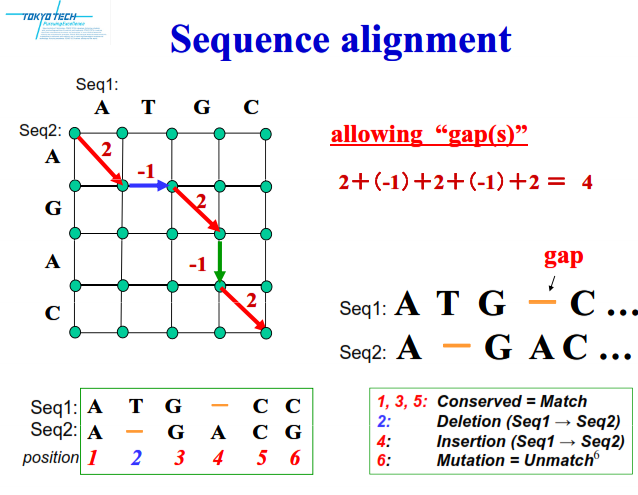 TOKYO TECH
Pursuing Excellence
Sequence alignment
Seq1:
A T G C
Seq2:
A
G
A
C
2
-1
2
-1
2
allowing “gap(s)”
2+(-1)+2+(-1)+2 = 4
gap
Seq1: A T G – C ...
Seq2: A – G A C ...
Seq1: A T G – C C
Seq2: A – G A C G
position 1 2 3 4 5 6
1, 3, 5: Conserved = Match
2: Deletion (Seq1 → Seq2)
4: Insertion (Seq1 → Seq2)
6: Mutation = Unmatch
6